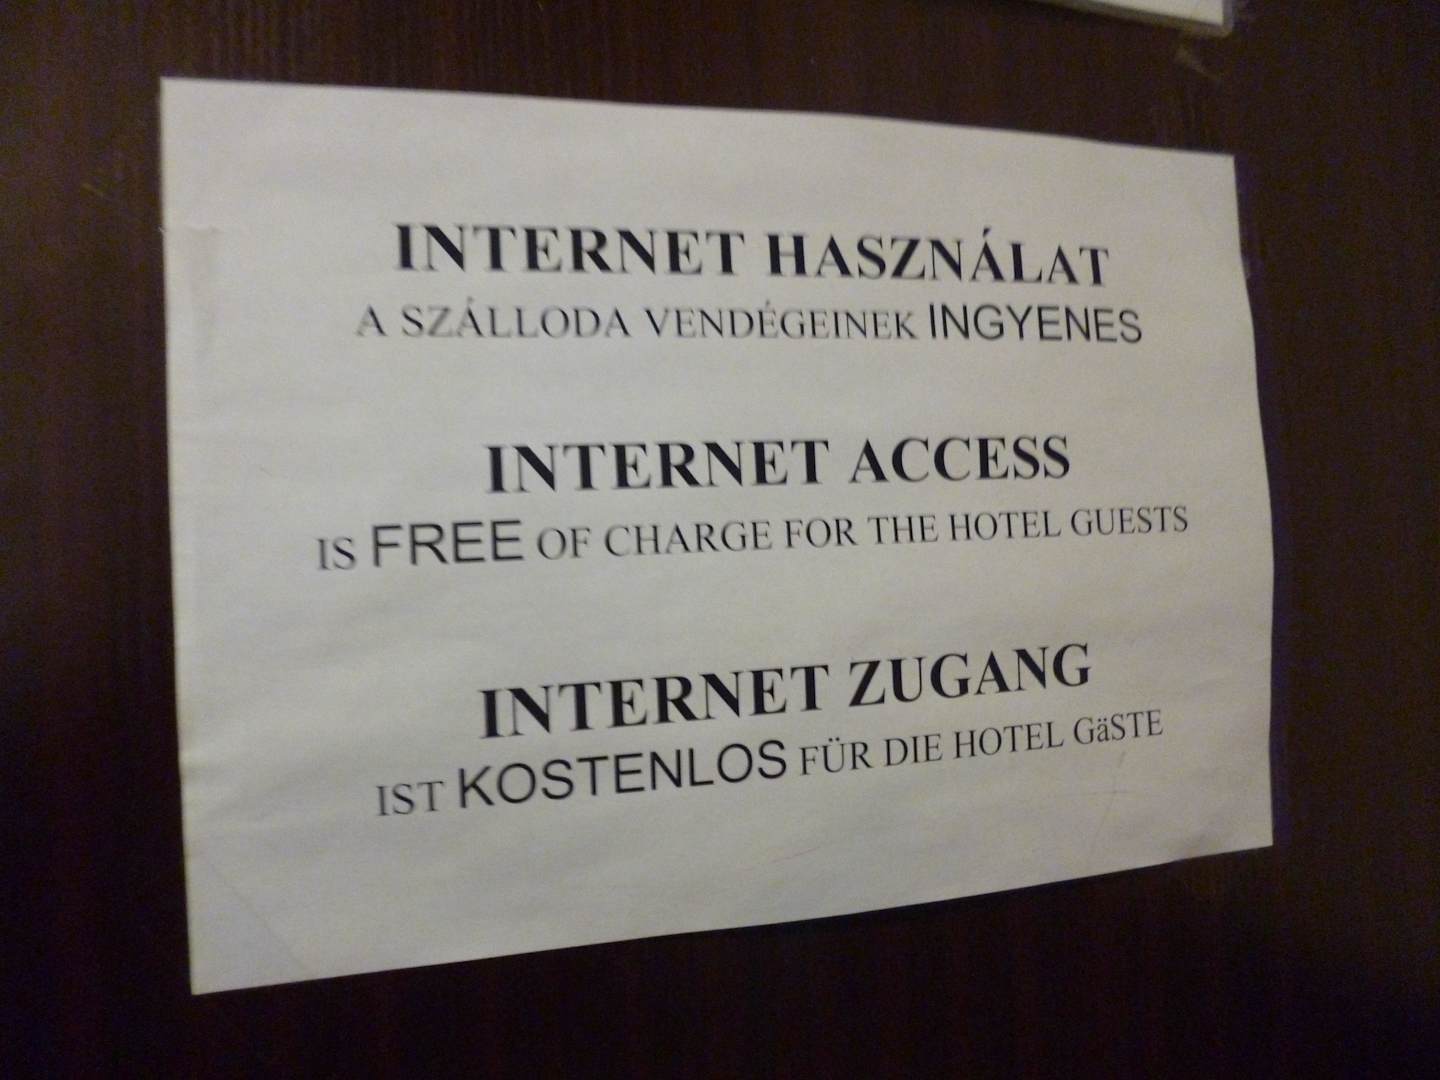 INTERNET HASZNÁLAT
A SZÁLLODA VENDÉGEINEK INGYENES
INTERNET ACCESS
IS FREE OF CHARGE FOR THE HOTEL GUESTS
INTERNET ZUGANG
IST KOSTENLOS FÜR DIE HOTEL GäSTE